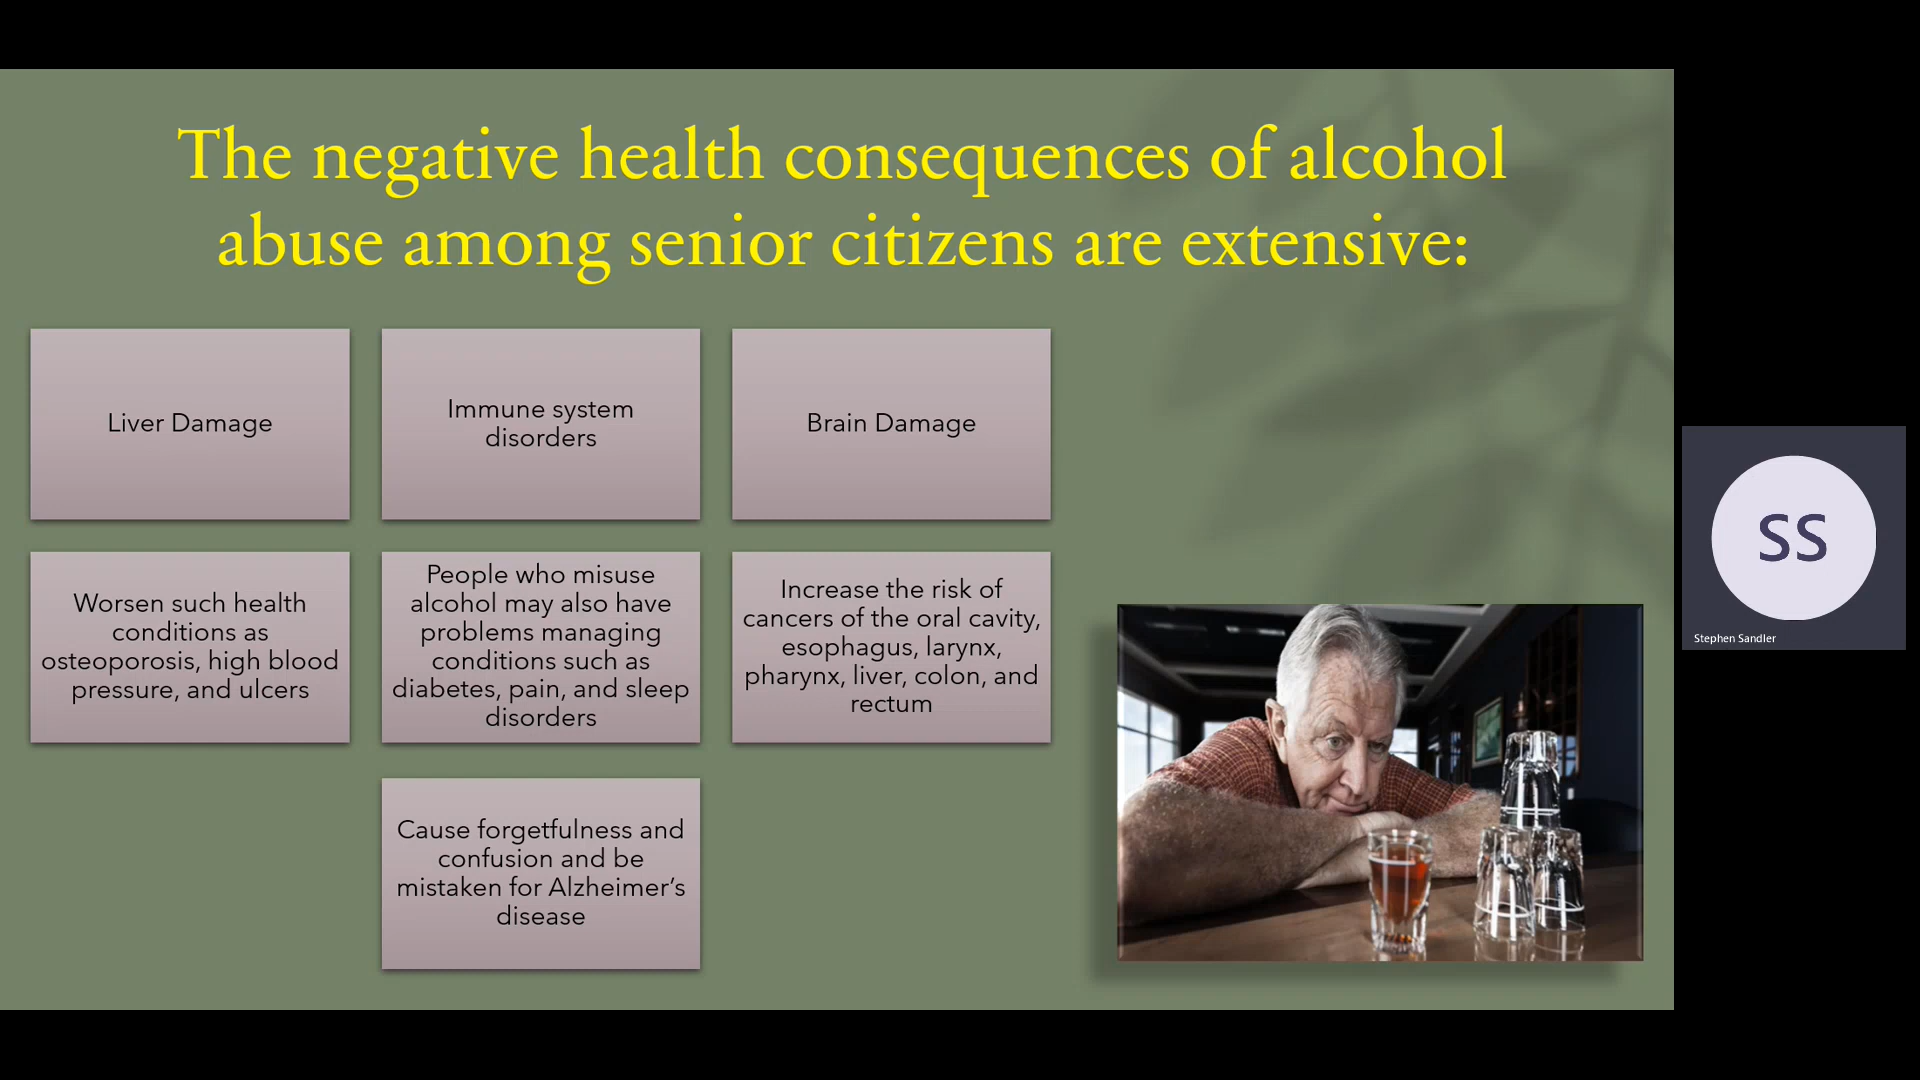 The negative health consequences of alcohol
abuse among senior citizens are extensive:
Liver Damage
Immune system
disorders
Brain Damage
Worsen such health
conditions as
osteoporosis, high blood
pressure, and ulcers
People who misuse
alcohol may also have
problems managing
conditions such as
diabetes, pain, and sleep
disorders
Increase the risk of
cancers of the oral cavity,
esophagus, larynx,
pharynx, liver, colon, and
rectum
Cause forgetfulness and
confusion and be
mistaken for Alzheimer’s
disease
SS
Stephen Sandler